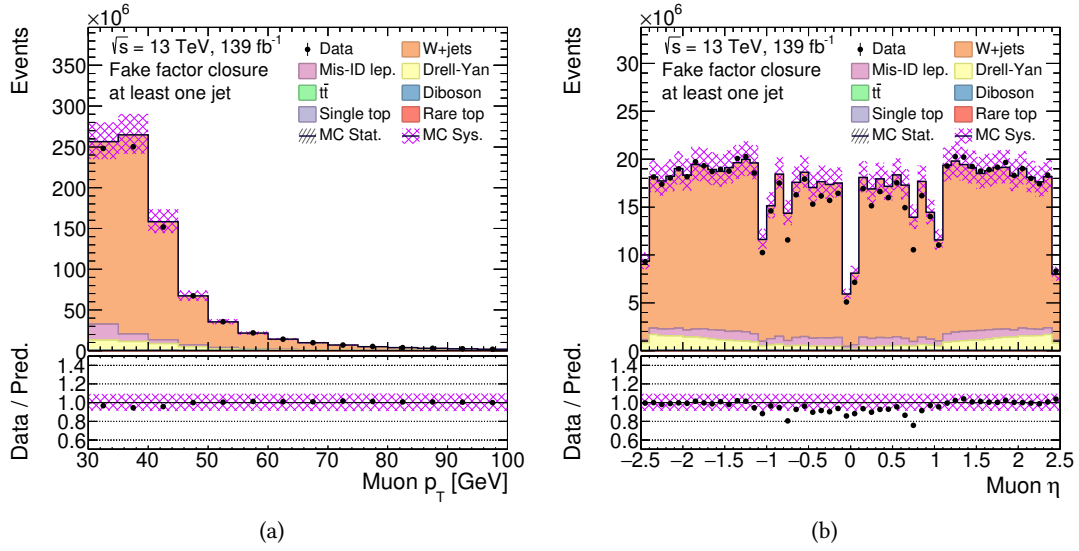 ×10⁶
Events
√s = 13 TeV, 139 fb⁻¹
Fake factor closure
at least one jet
Data
W+jets
Mis-ID lep.
Drell-Yan
tt̄
Diboson
Single top
Rare top
MC Stat.
MC Sys.
350
300
250
200
150
100
50
0
Data / Pred.
1.4
1.2
1.0
0.8
0.6
30 40 50 60 70 80 90 100
Muon p_T [GeV]
(a)
×10⁶
Events
√s = 13 TeV, 139 fb⁻¹
Fake factor closure
at least one jet
Data
W+jets
Mis-ID lep.
Drell-Yan
tt̄
Diboson
Single top
Rare top
MC Stat.
MC Sys.
35
30
25
20
15
10
5
0
Data / Pred.
1.4
1.2
1.0
0.8
0.6
−2.5 −2 −1.5 −1 −0.5 0 0.5 1 1.5 2 2.5
Muon η
(b)